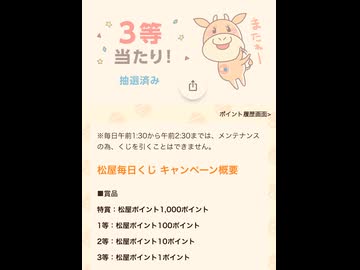 3等
当たり!
抽選済み
またねー
ポイント履歴画面>
※毎日午前1:30から午前2:30までは、メンテナンス
の為、くじを引くことはできません。
松屋毎日くじ キャンペーン概要
■賞品
特賞：松屋ポイント1,000ポイント
1等：松屋ポイント100ポイント
2等：松屋ポイント10ポイント
3等：松屋ポイント1ポイント